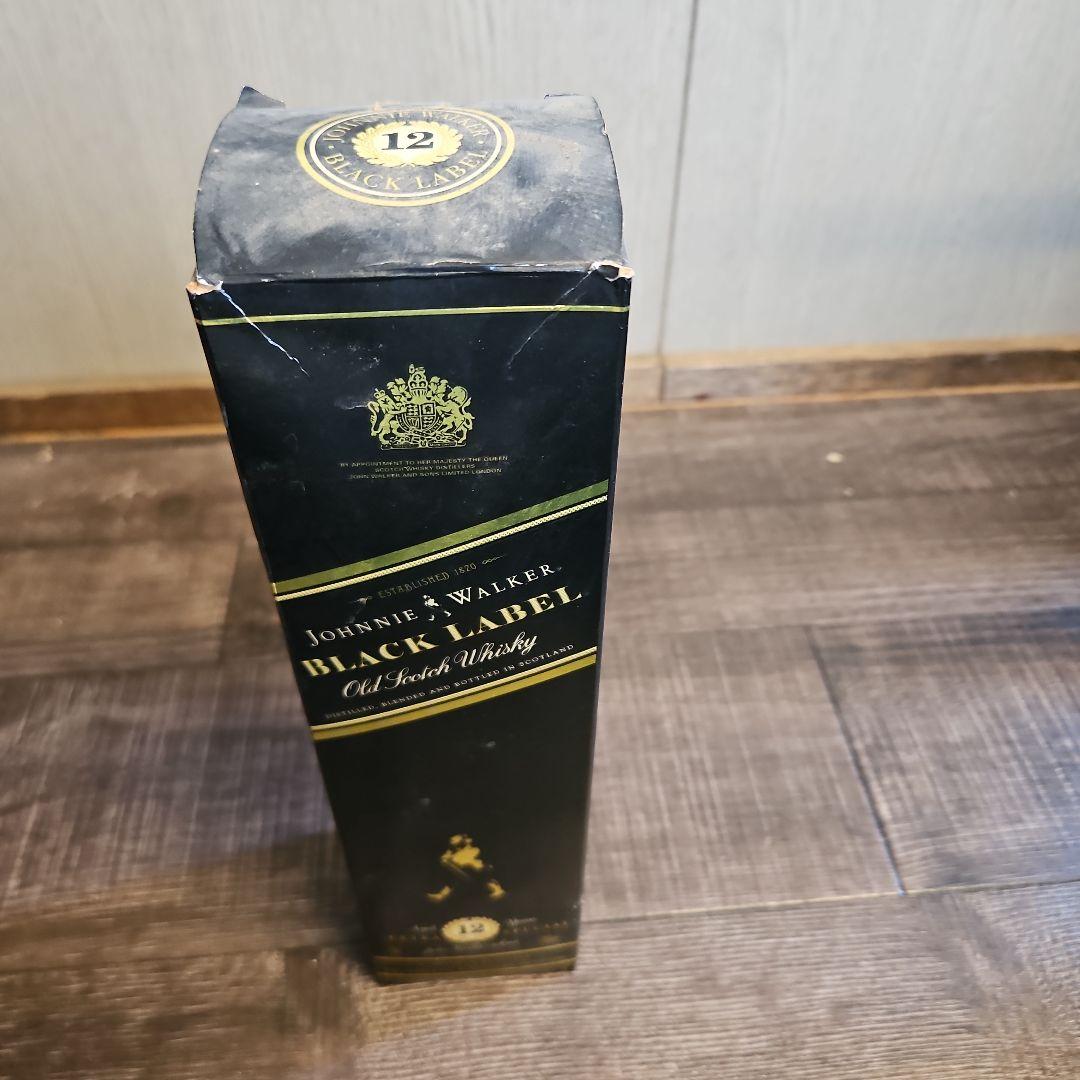 JOHNNIE WALKER
12
BLACK LABEL
BY APPOINTMENT TO HER MAJESTY THE QUEEN
SCOTCH WHISKY DISTILLERS
JOHN WALKER AND SONS LIMITED LONDON
ESTABLISHED 1820
JOHNNIE WALKER
BLACK LABEL
Old Scotch Whisky
DISTILLED, BLENDED AND BOTTLED IN SCOTLAND
12